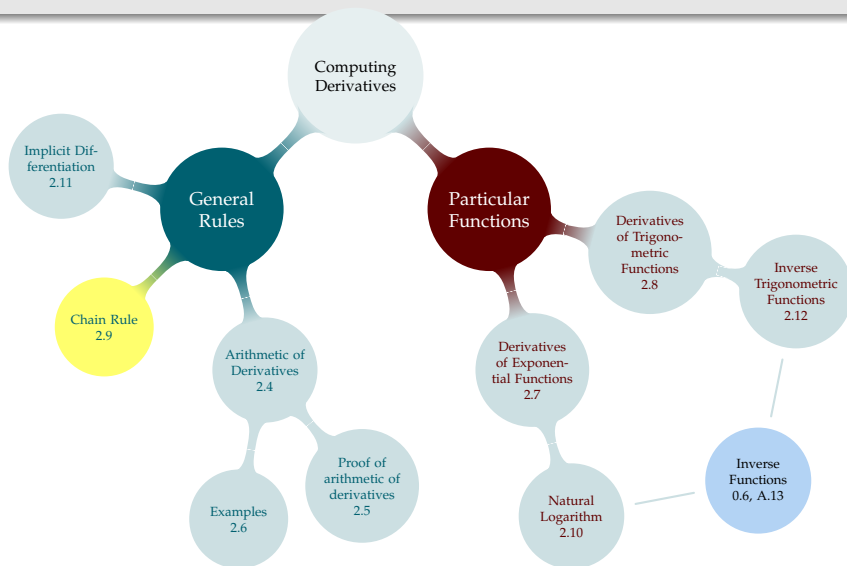 Computing
Derivatives
Implicit Dif-
ferentiation
2.11
General
Rules
Particular
Functions
Derivatives
of Trigono-
metric
Functions
2.8
Inverse
Trigonometric
Functions
2.12
Chain Rule
2.9
Arithmetic of
Derivatives
2.4
Derivatives
of Exponen-
tial Functions
2.7
Proof of
arithmetic of
derivatives
2.5
Examples
2.6
Natural
Logarithm
2.10
Inverse
Functions
0.6, A.13